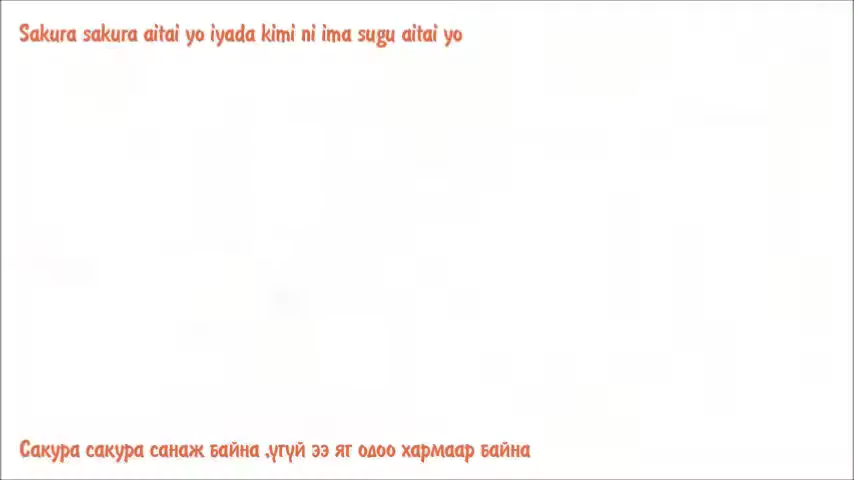 Sakura sakura aitai yo iyada kimi ni ima sugu aitai yo
Сакура сакура санаж байна ,үгүй ээ яг одоо хармаар байна